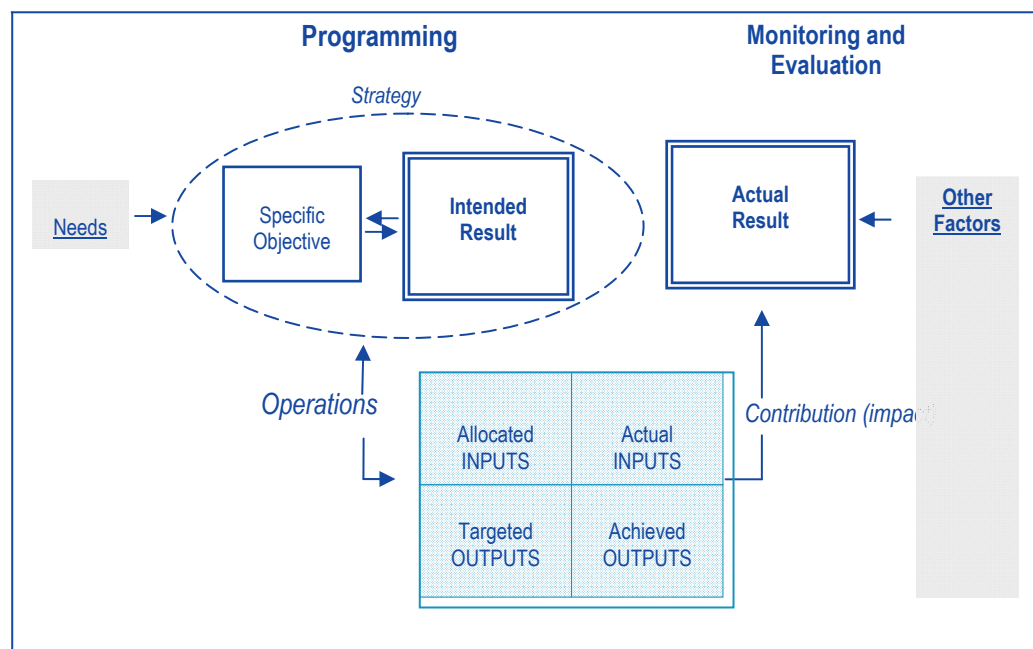 Programming
Monitoring and
Evaluation
Strategy
Needs
Specific
Objective
Intended
Result
Actual
Result
Other
Factors
Operations
Contribution (impact)
Allocated
INPUTS
Actual
INPUTS
Targeted
OUTPUTS
Achieved
OUTPUTS